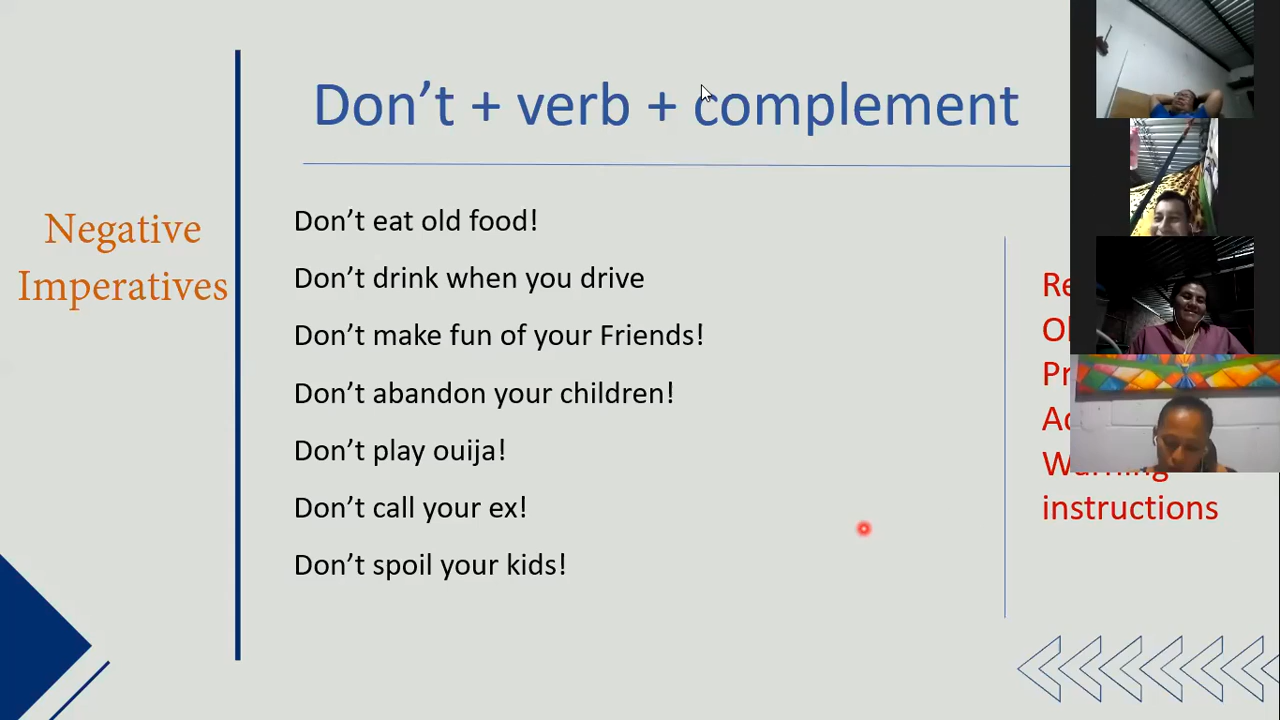 Don’t + verb + complement
Negative
Imperatives
Don’t eat old food!
Don’t drink when you drive
Don’t make fun of your Friends!
Don’t abandon your children!
Don’t play ouija!
Don’t call your ex!
Don’t spoil your kids!
Warning
instructions